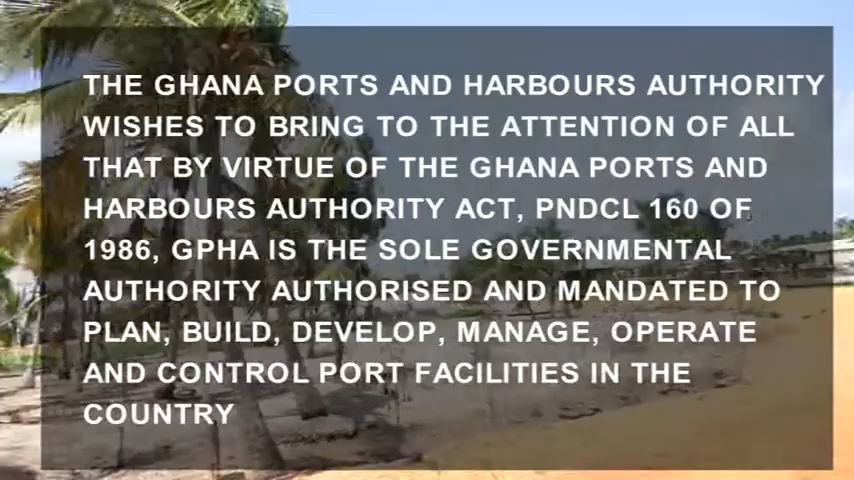 THE GHANA PORTS AND HARBOURS AUTHORITY
WISHES TO BRING TO THE ATTENTION OF ALL
THAT BY VIRTUE OF THE GHANA PORTS AND
HARBOURS AUTHORITY ACT, PNDCL 160 OF
1986, GPHA IS THE SOLE GOVERNMENTAL
AUTHORITY AUTHORISED AND MANDATED TO
PLAN, BUILD, DEVELOP, MANAGE, OPERATE
AND CONTROL PORT FACILITIES IN THE
COUNTRY